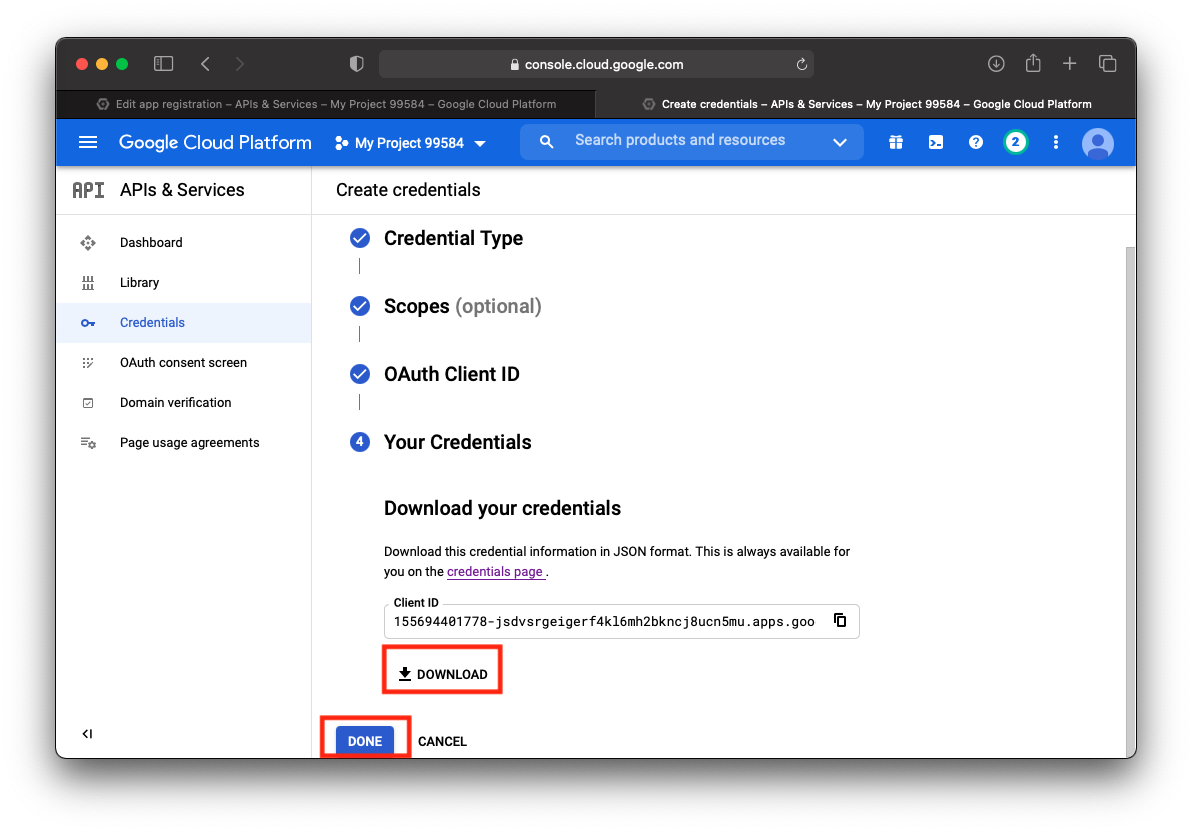 console.cloud.google.com
Edit app registration – APIs & Services – My Project 99584 – Google Cloud Platform
Create credentials – APIs & Services – My Project 99584 – Google Cloud Platform
Google Cloud Platform
My Project 99584
Search products and resources
2
API APIs & Services
Create credentials
Dashboard
Library
Credentials
OAuth consent screen
Domain verification
Page usage agreements
Credential Type
Scopes (optional)
OAuth Client ID
4 Your Credentials
Download your credentials
Download this credential information in JSON format. This is always available for
you on the credentials page .
Client ID
155694401778-jsdvsrgeigerf4kl6mh2bkncj8ucn5mu.apps.goo
DOWNLOAD
DONE CANCEL